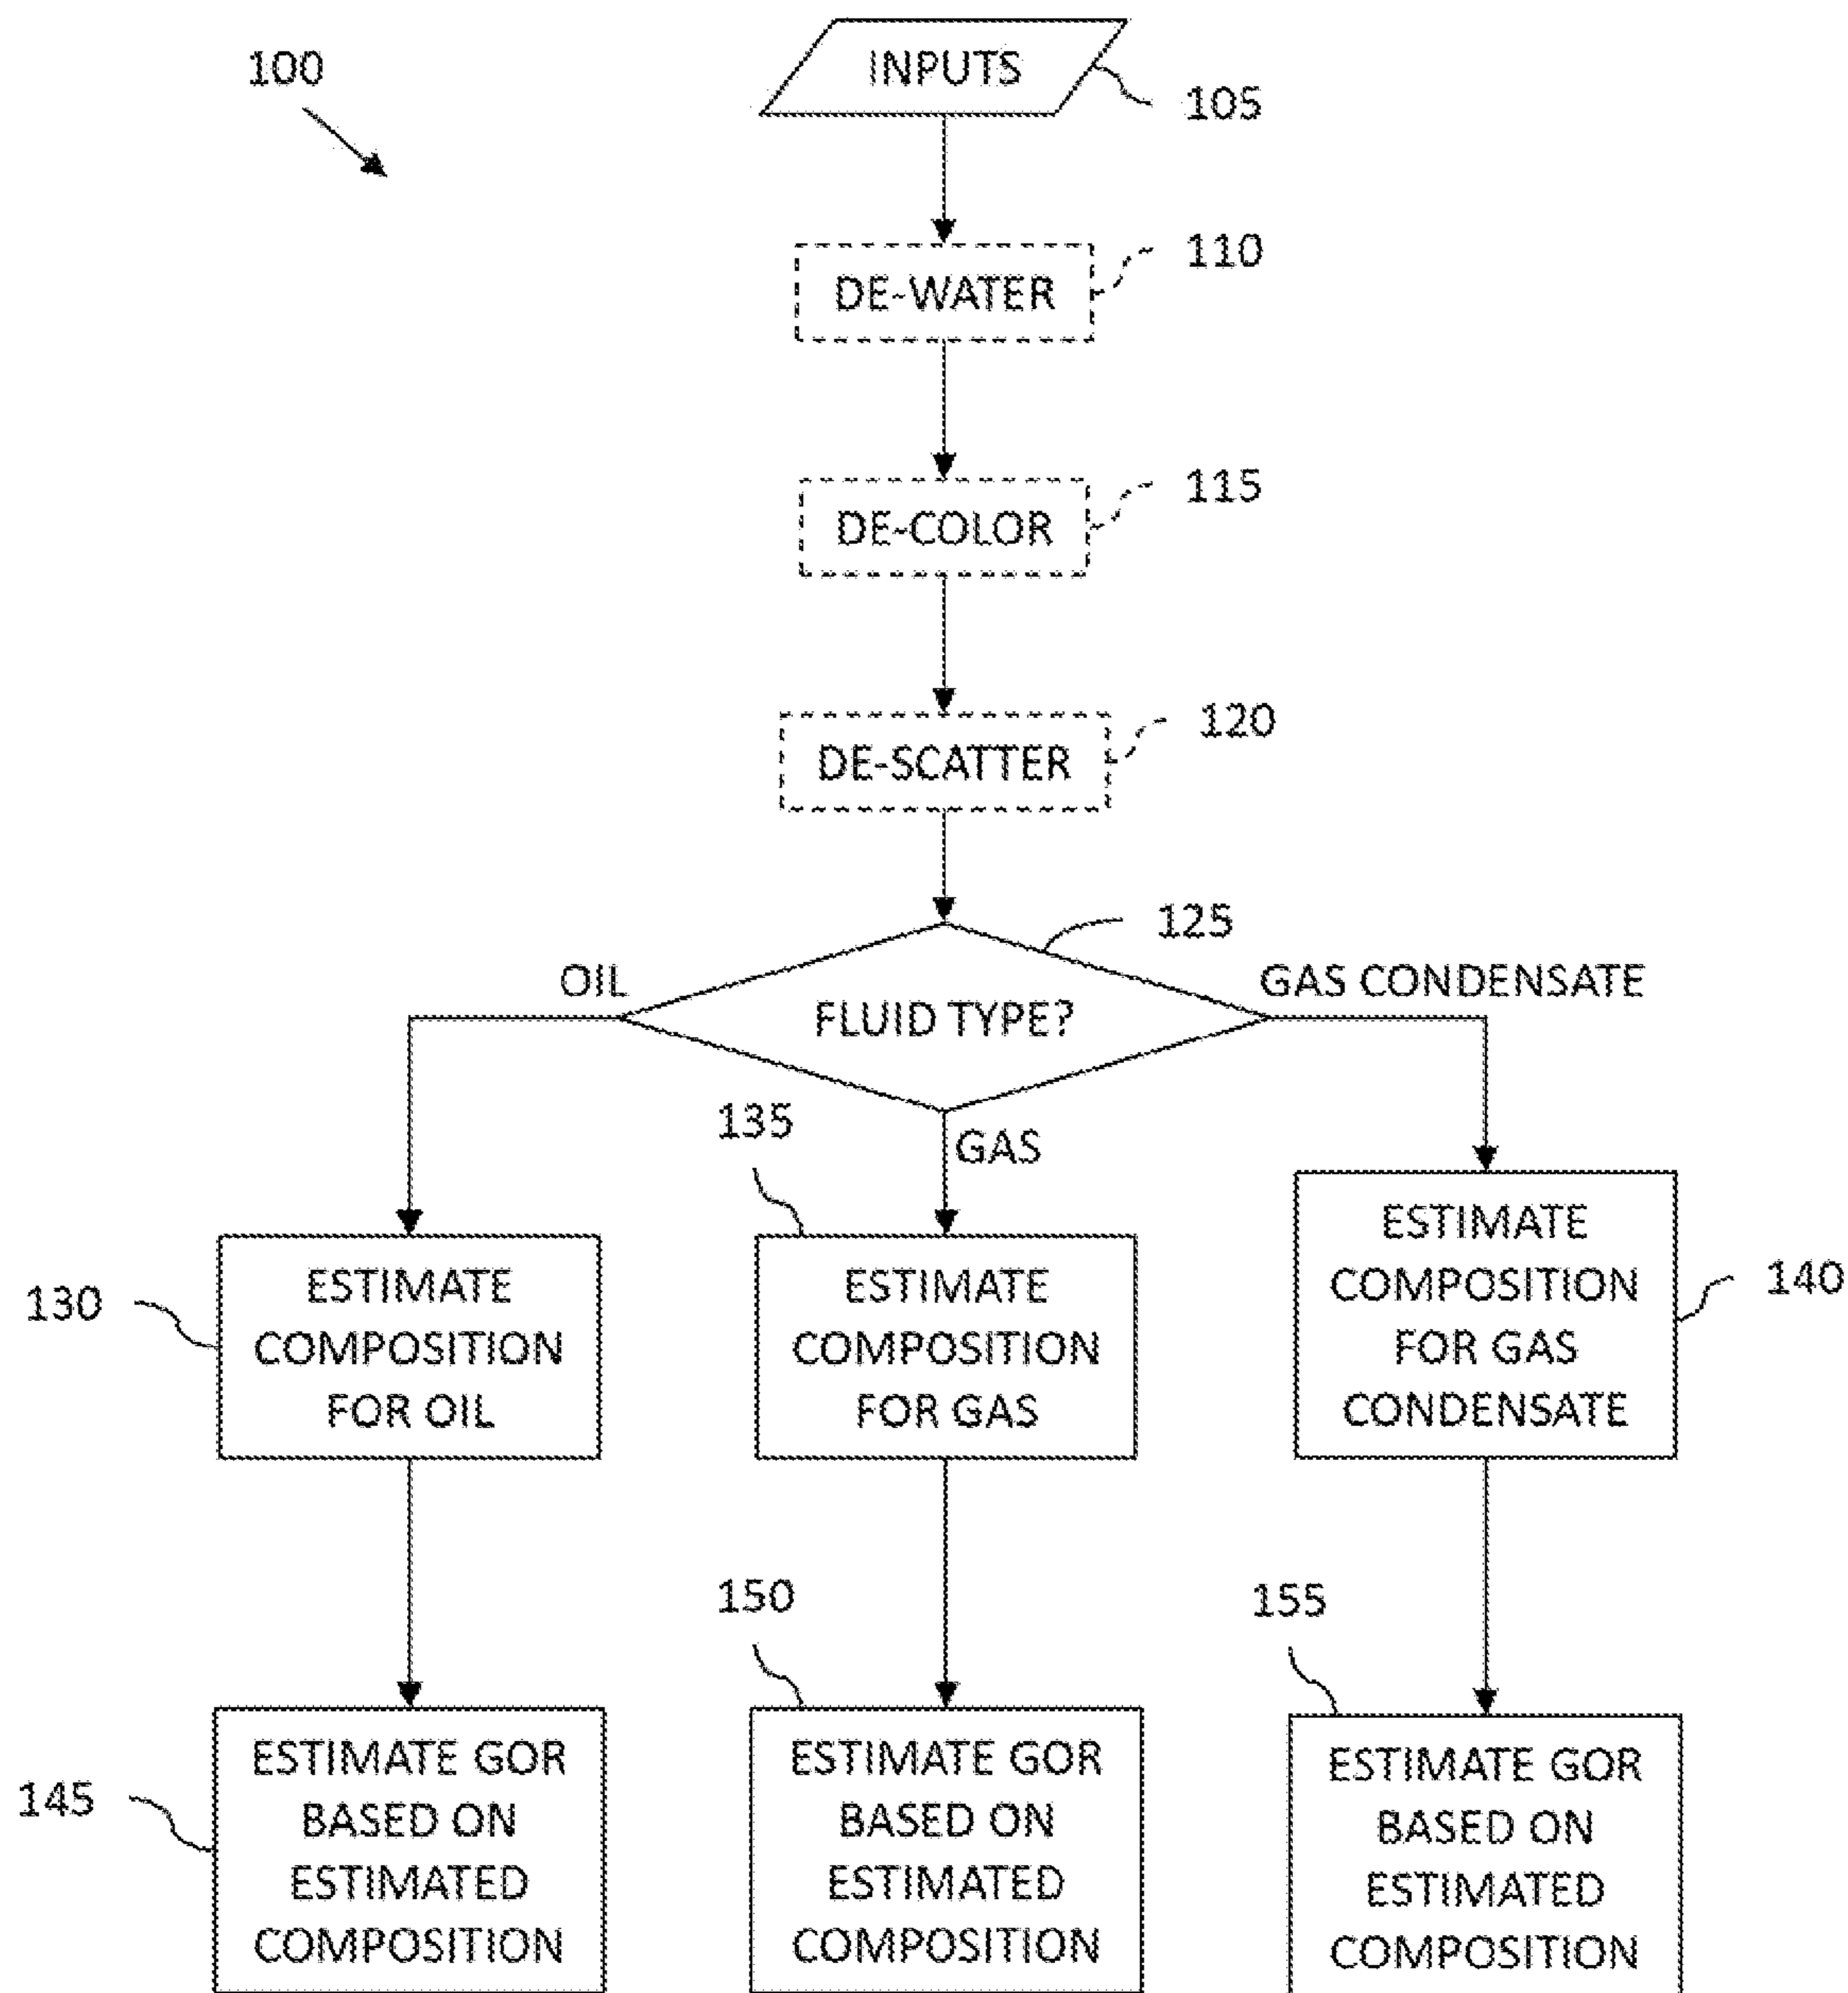 100
INPUTS
105
DE-WATER
110
DE-COLOR
115
DE-SCATTER
120
125
OIL
FLUID TYPE?
GAS CONDENSATE
GAS
130
ESTIMATE
COMPOSITION
FOR OIL
135
ESTIMATE
COMPOSITION
FOR GAS
ESTIMATE
COMPOSITION
FOR GAS
CONDENSATE
140
145
ESTIMATE GOR
BASED ON
ESTIMATED
COMPOSITION
150
ESTIMATE GOR
BASED ON
ESTIMATED
COMPOSITION
155
ESTIMATE GOR
BASED ON
ESTIMATED
COMPOSITION